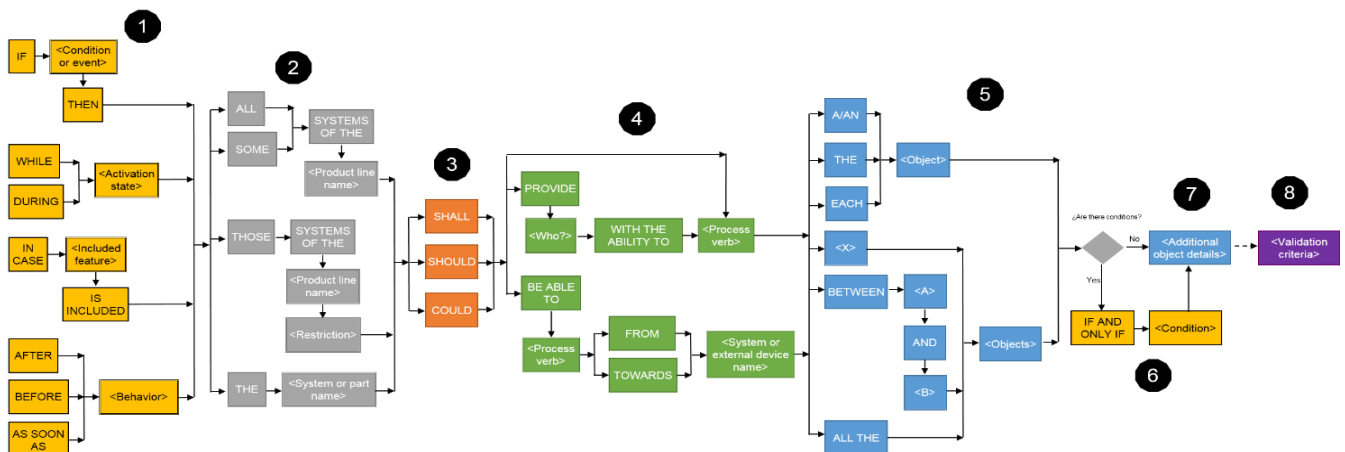 1
IF
<Condition
or event>
THEN
WHILE
DURING
<Activation
state>
IN
CASE
<Included
feature>
IS
INCLUDED
AFTER
BEFORE
AS SOON
AS
<Behavior>
2
ALL
SOME
SYSTEMS
OF THE
<Product line
name>
THOSE
SYSTEMS
OF THE
<Product line
name>
<Restriction>
THE
<System or part
name>
3
SHALL
SHOULD
COULD
4
PROVIDE
<Who?>
WITH THE
ABILITY TO
<Process
verb>
BE ABLE
TO
<Process
verb>
FROM
TOWARDS
<System or
external device
name>
5
A/AN
THE
EACH
<Object>
<X>
BETWEEN
<A>
AND
<B>
ALL THE
<Objects>
¿Are there conditions?
No
Yes
IF AND
ONLY IF
<Condition>
6
7
<Additional
object details>
8
<Validation
criteria>